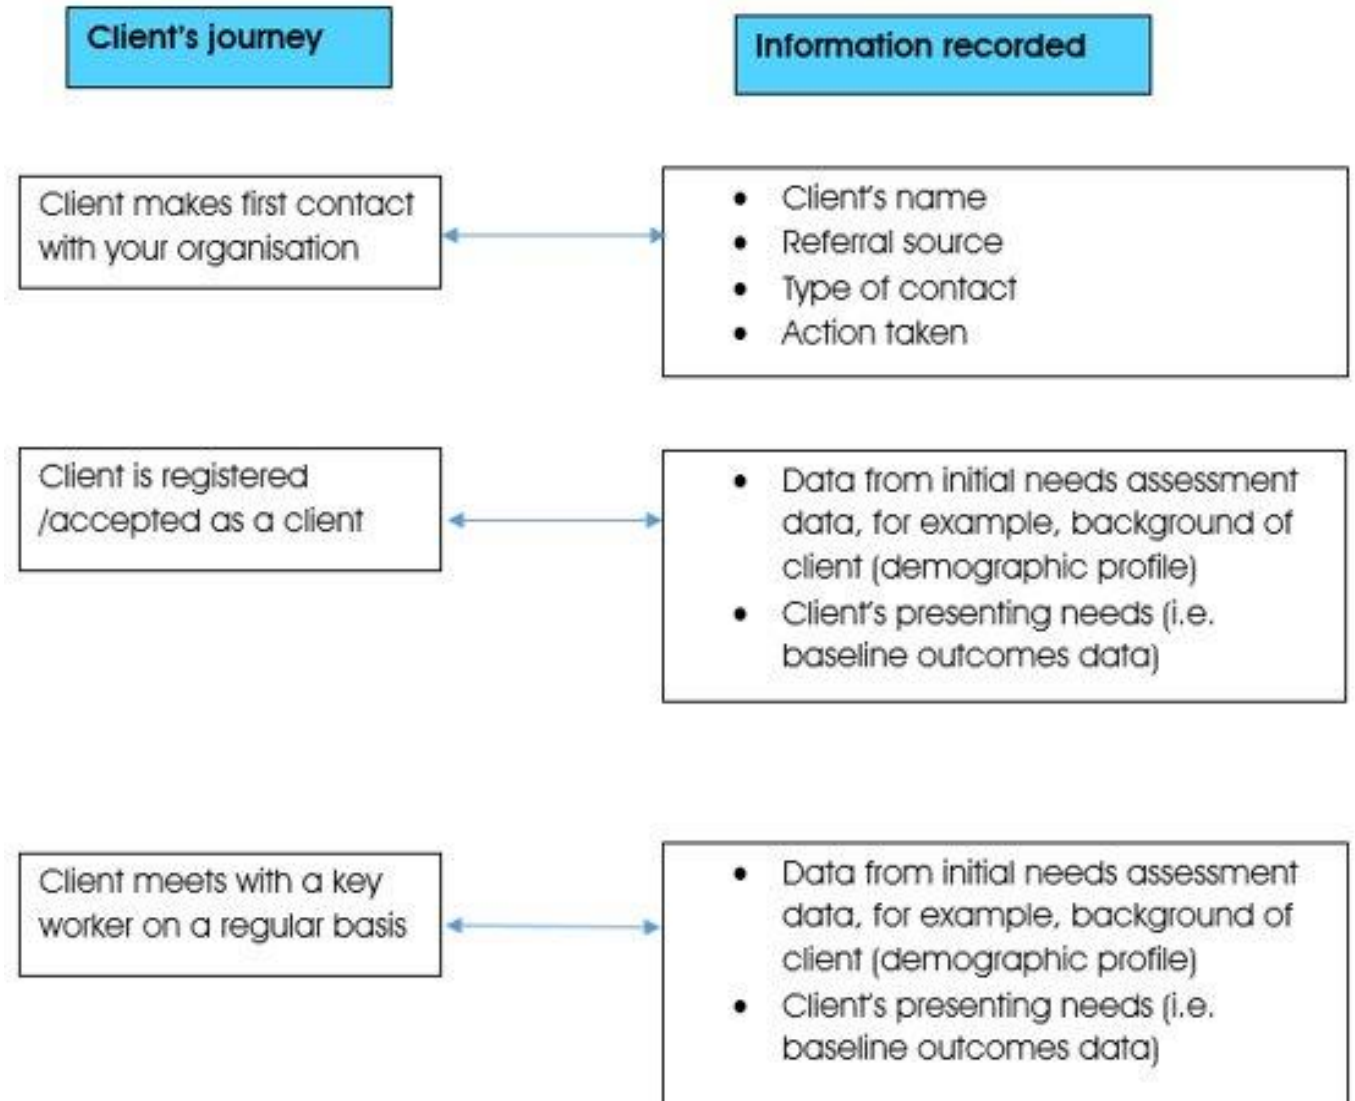 Client's journey
Information recorded
Client makes first contact
with your organisation
• Client's name
• Referral source
• Type of contact
• Action taken
Client is registered
/accepted as a client
• Data from initial needs assessment
data, for example, background of
client (demographic profile)
• Client's presenting needs (i.e.
baseline outcomes data)
Client meets with a key
worker on a regular basis
• Data from initial needs assessment
data, for example, background of
client (demographic profile)
• Client's presenting needs (i.e.
baseline outcomes data)